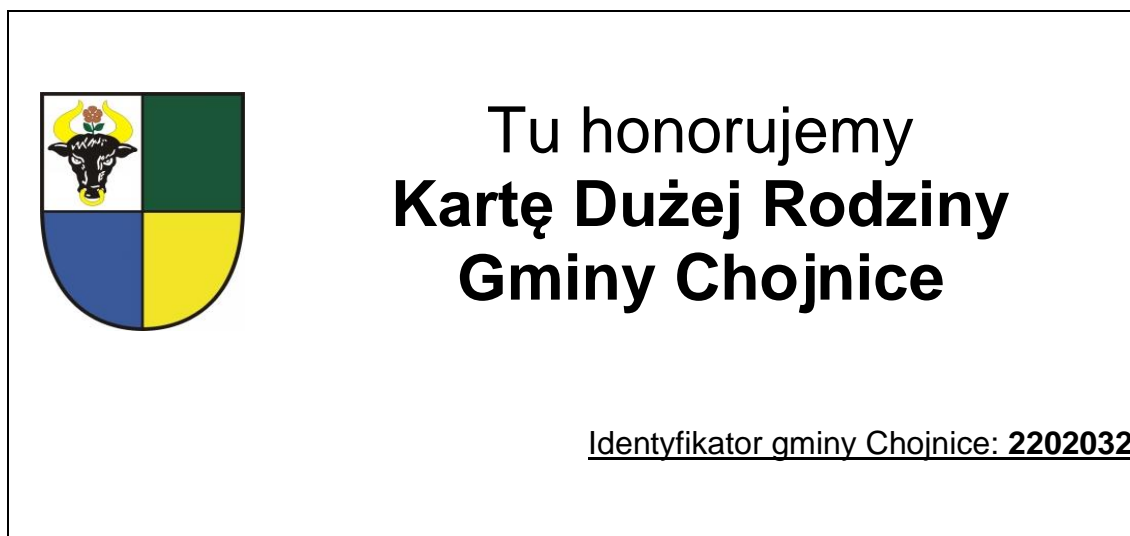 Tu honorujemy
Kartę Dużej Rodziny
Gminy Chojnice
Identyfikator gminy Chojnice: 2202032